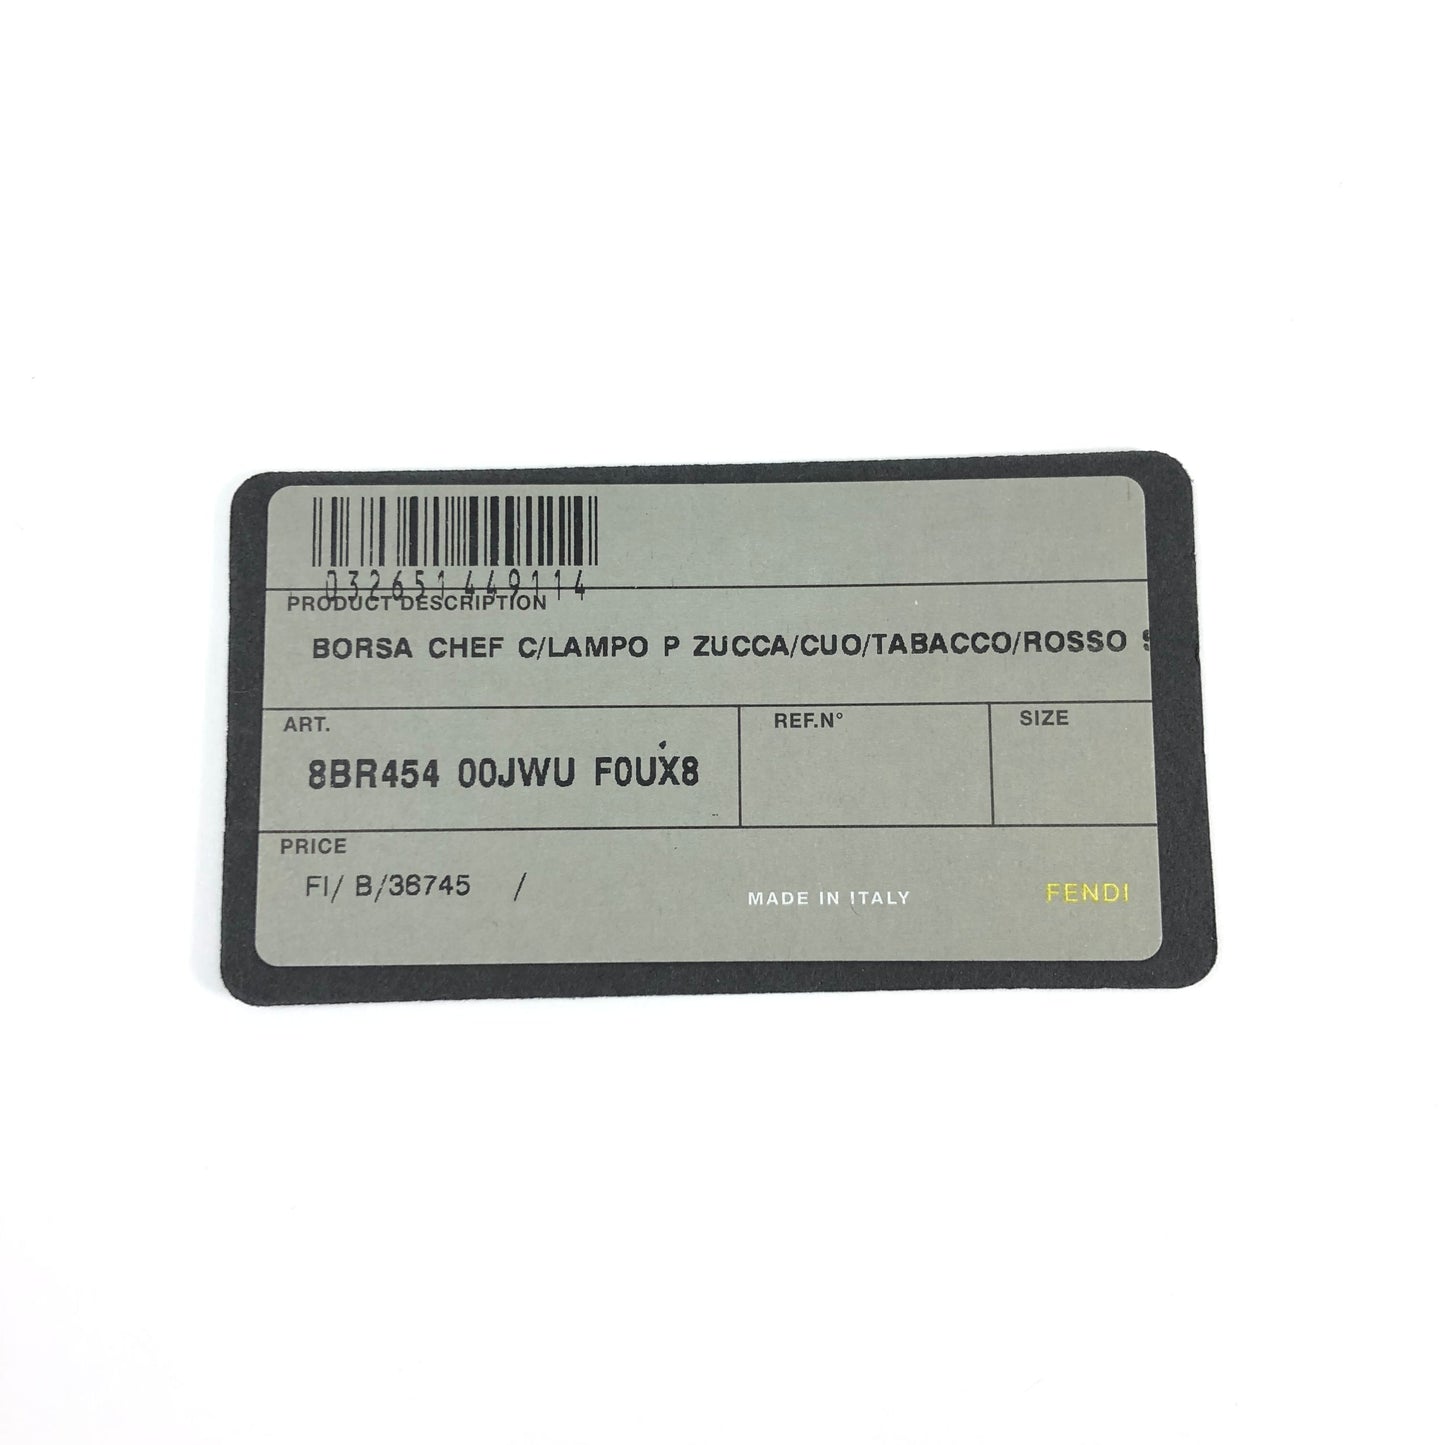 032651449114
PRODUCT DESCRIPTION
BORSA CHEF C/LAMPO P ZUCCA/CUO/TABACCO/ROSSO S
ART.
REF.N°
SIZE
8BR454 00JWU F0UX8
PRICE
FI/ B/36745 /
MADE IN ITALY
FENDI